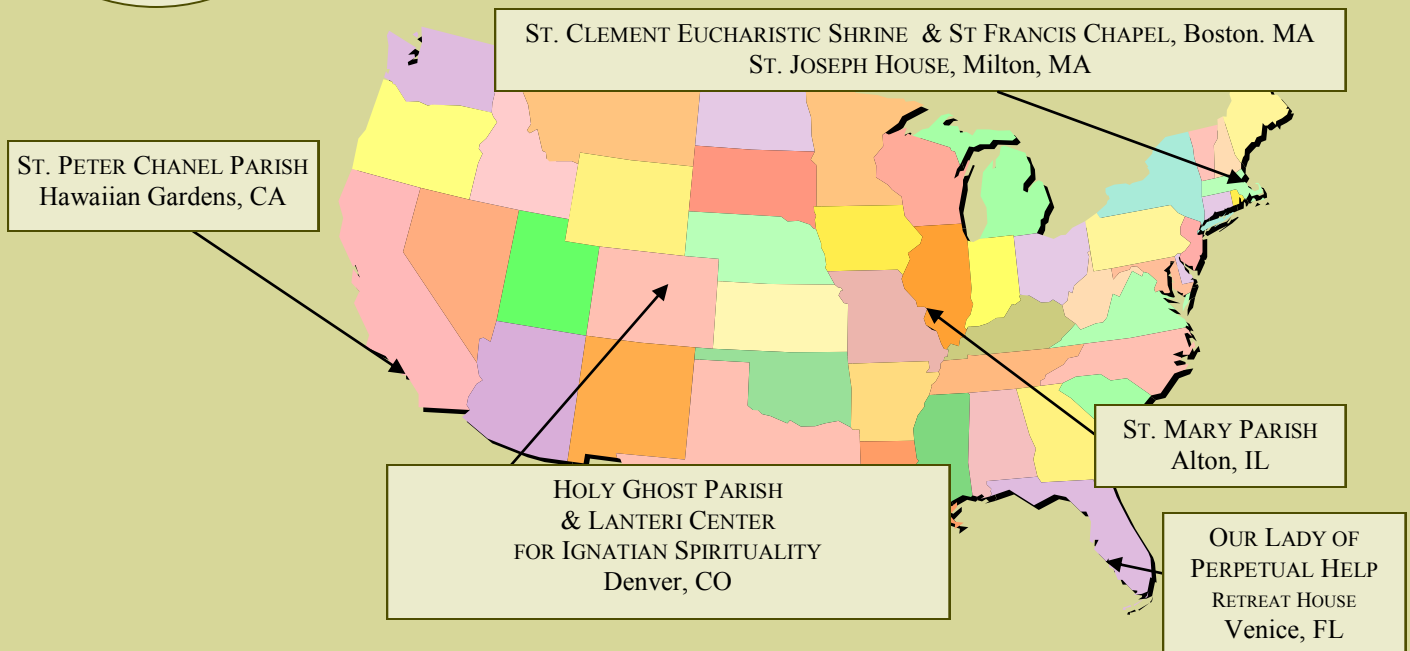 ST. CLEMENT EUCHARISTIC SHRINE & ST FRANCIS CHAPEL, Boston. MA
ST. JOSEPH HOUSE, Milton, MA
ST. PETER CHANEL PARISH
Hawaiian Gardens, CA
ST. MARY PARISH
Alton, IL
HOLY GHOST PARISH
& LANTERI CENTER
FOR IGNATIAN SPIRITUALITY
Denver, CO
OUR LADY OF
PERPETUAL HELP
RETREAT HOUSE
Venice, FL